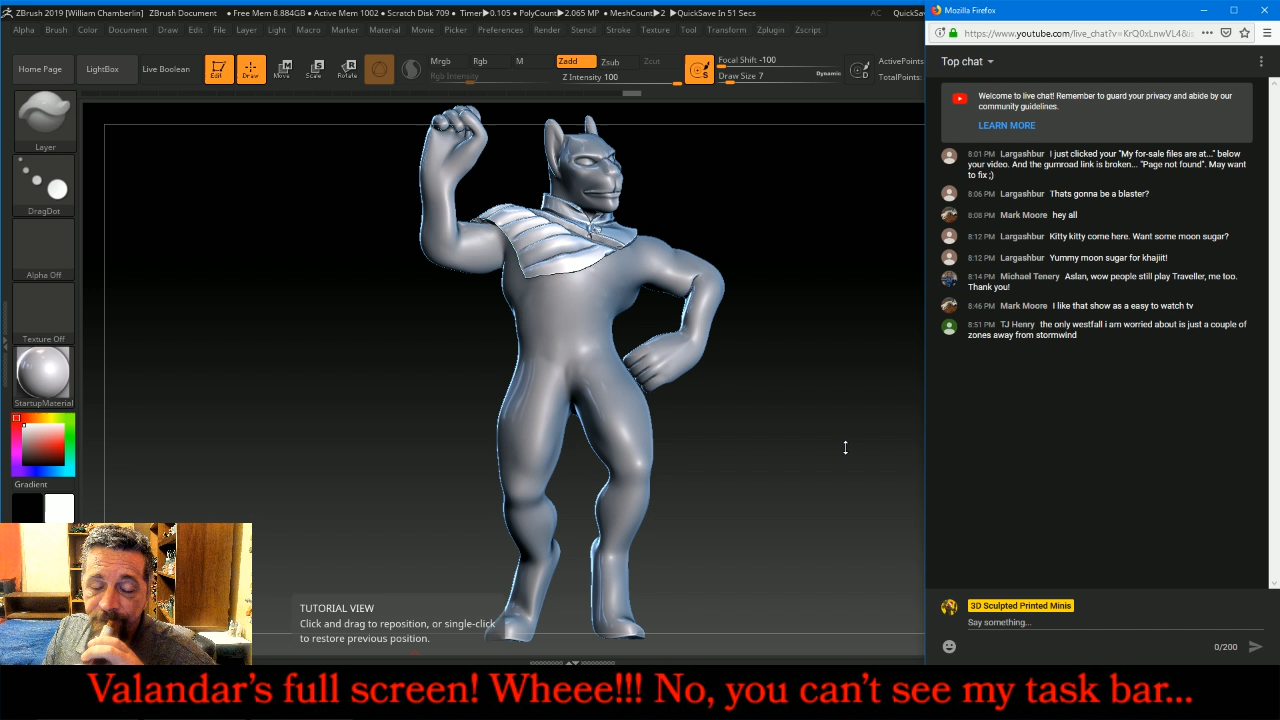 ZBrush 2019 [William Chamberlin]  ZBrush Document  • Free Mem 8.884GB • Active Mem 1002 • Scratch Disk 709 • Timer▶0.105 • PolyCount▶2.065 MP • MeshCount▶2 ▶QuickSave In 51 Secs AC QuickSa
Alpha Brush Color Document Draw Edit File Layer Light Macro Marker Material Movie Picker Preferences Render Stencil Stroke Texture Tool Transform Zplugin Zscript
Home Page LightBox Live Boolean Edit Draw Move Scale Rotate
Mrgb Rgb M Zadd Zsub Zcut
Rgb Intensity Z Intensity 100
S Focal Shift -100
Draw Size 7 Dynamic
D ActivePoints:
TotalPoints:
Layer
DragDot
Alpha Off
Texture Off
StartupMaterial
Gradient
TUTORIAL VIEW
Click and drag to reposition, or single-click
to restore previous position.
Mozilla Firefox
https://www.youtube.com/live_chat?v=KrQ0xLnwVL4&is
Top chat
Welcome to live chat! Remember to guard your privacy and abide by our
community guidelines.
LEARN MORE
8:01 PM Largashbur I just clicked your "My for-sale files are at..." below
your video. And the gumroad link is broken... "Page not found". May want
to fix ;)
8:06 PM Largashbur Thats gonna be a blaster?
8:08 PM Mark Moore hey all
8:12 PM Largashbur Kitty kitty come here. Want some moon sugar?
8:12 PM Largashbur Yummy moon sugar for khajiit!
8:14 PM Michael Tenery Aslan, wow people still play Traveller, me too.
Thank you!
8:46 PM Mark Moore I like that show as a easy to watch tv
8:51 PM TJ Henry the only westfall i am worried about is just a couple of
zones away from stormwind
3D Sculpted Printed Minis
Say something...
0/200
Valandar's full screen! Wheee!!! No, you can't see my task bar...